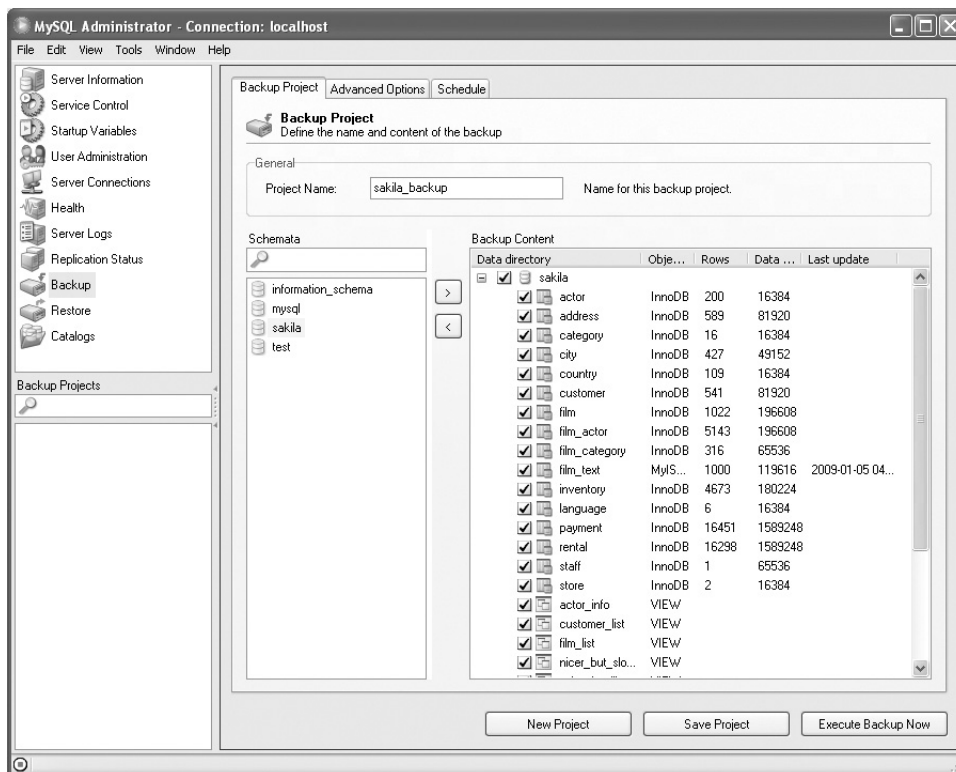 MySQL Administrator - Connection: localhost
File Edit View Tools Window Help
Server Information
Service Control
Startup Variables
User Administration
Server Connections
Health
Server Logs
Replication Status
Backup
Restore
Catalogs
Backup Projects
Backup Project Advanced Options Schedule
Backup Project
Define the name and content of the backup
General
Project Name: sakila_backup Name for this backup project.
Schemata
information_schema
mysql
sakila
test
>
<
Backup Content
Data directory Obje... Rows Data ... Last update
sakila
actor InnoDB 200 16384
address InnoDB 589 81920
category InnoDB 16 16384
city InnoDB 427 49152
country InnoDB 109 16384
customer InnoDB 541 81920
film InnoDB 1022 196608
film_actor InnoDB 5143 196608
film_category InnoDB 316 65536
film_text MyIS... 1000 119616 2009-01-05 04...
inventory InnoDB 4673 180224
language InnoDB 6 16384
payment InnoDB 16451 1589248
rental InnoDB 16298 1589248
staff InnoDB 1 65536
store InnoDB 2 16384
actor_info VIEW
customer_list VIEW
film_list VIEW
nicer_but_slo... VIEW
New Project Save Project Execute Backup Now